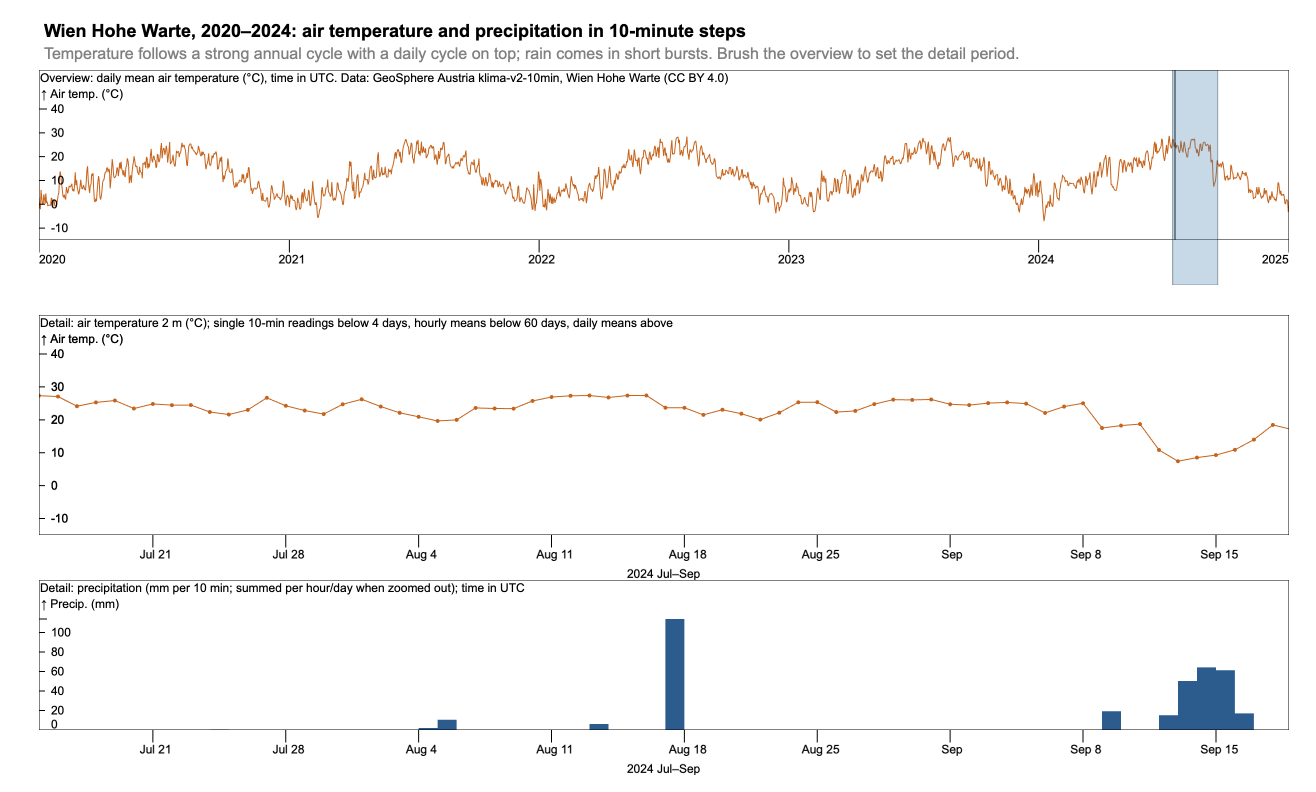 Wien Hohe Warte, 2020–2024: air temperature and precipitation in 10-minute steps
Temperature follows a strong annual cycle with a daily cycle on top; rain comes in short bursts. Brush the overview to set the detail period.
Overview: daily mean air temperature (°C), time in UTC. Data: GeoSphere Austria klima-v2-10min, Wien Hohe Warte (CC BY 4.0)
↑ Air temp. (°C)
40
30
20
10
0
-10
2020 2021 2022 2023 2024 2025
Detail: air temperature 2 m (°C); single 10-min readings below 4 days, hourly means below 60 days, daily means above
↑ Air temp. (°C)
40
30
20
10
0
-10
Jul 21 Jul 28 Aug 4 Aug 11 Aug 18 Aug 25 Sep Sep 8 Sep 15
2024 Jul–Sep
Detail: precipitation (mm per 10 min; summed per hour/day when zoomed out); time in UTC
↑ Precip. (mm)
100
80
60
40
20
0
Jul 21 Jul 28 Aug 4 Aug 11 Aug 18 Aug 25 Sep Sep 8 Sep 15
2024 Jul–Sep